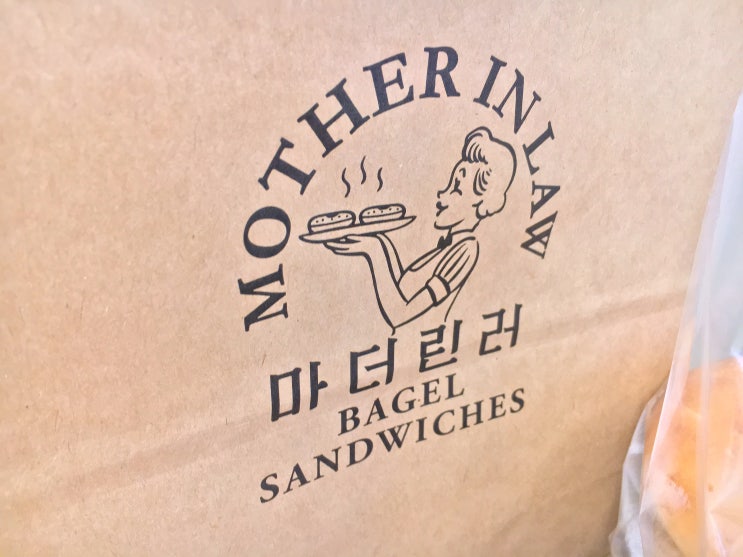 MOTHER IN LAW
마더린러
BAGEL
SANDWICHES